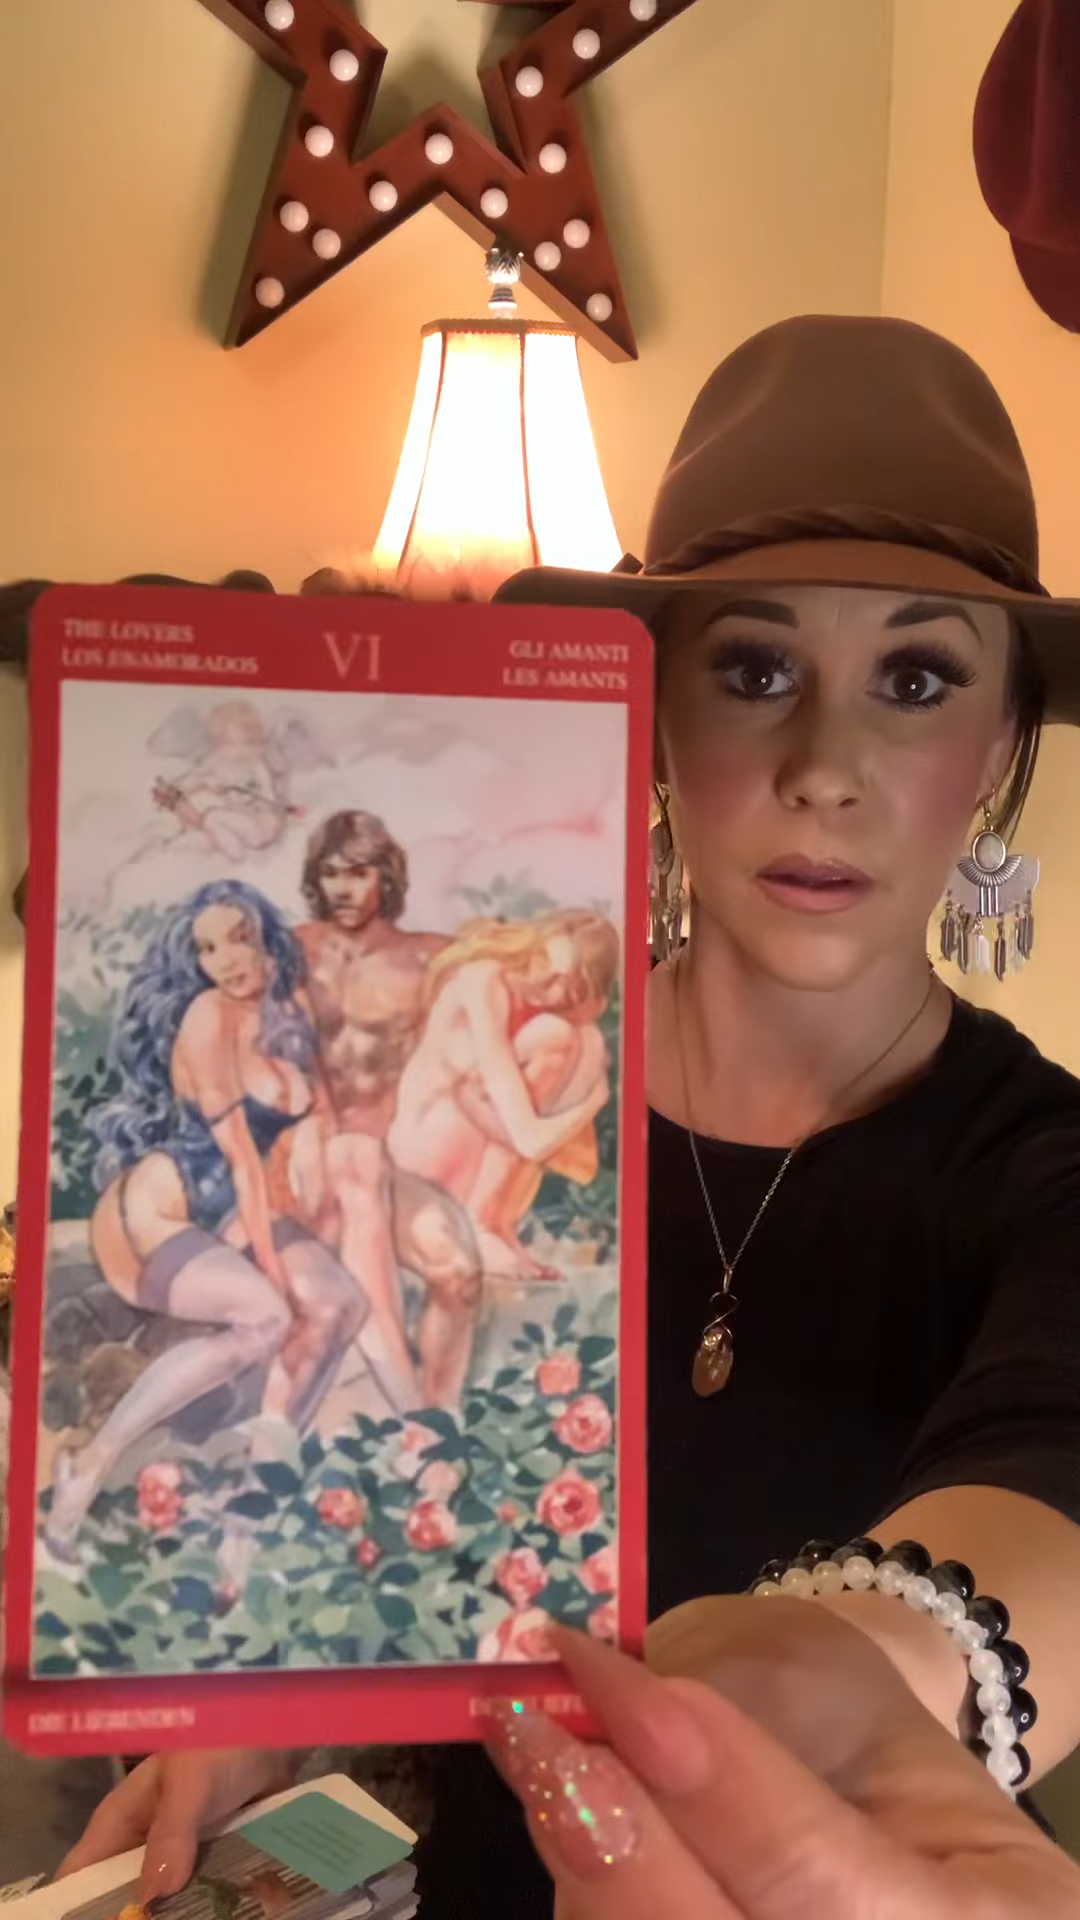 THE LOVERS
LOS ENAMORADOS
VI
GLI AMANTI
LES AMANTS
DIE LIEBENDEN